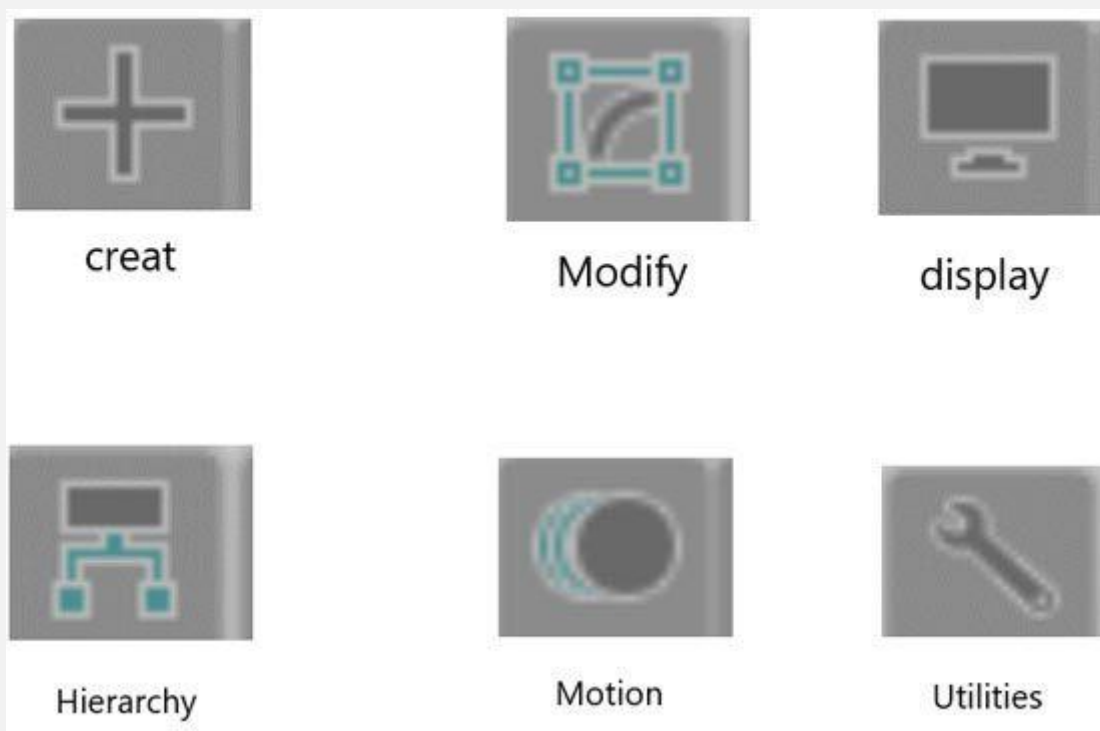 creat
Modify
display
Hierarchy
Motion
Utilities